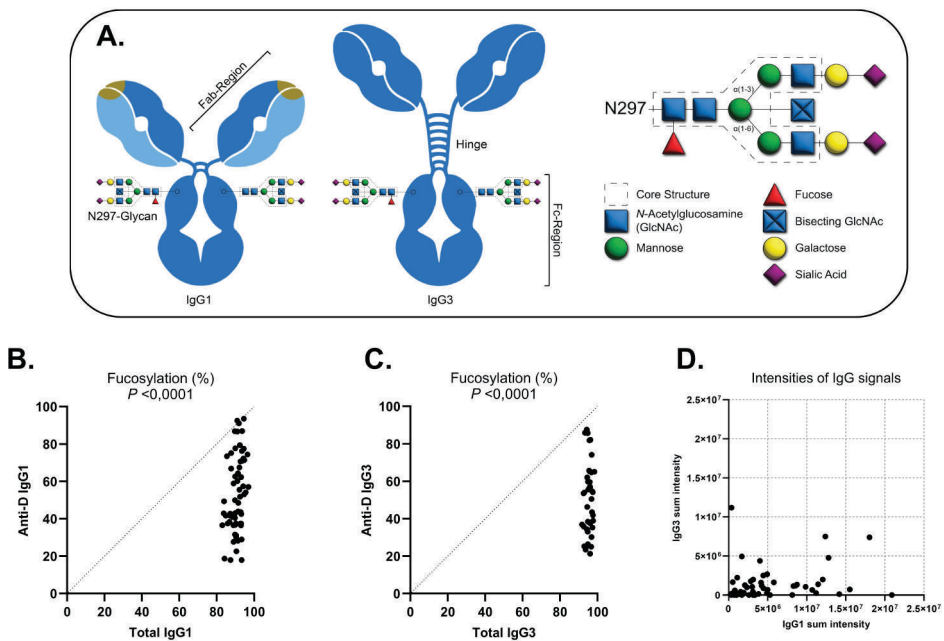 A.
Fab-Region
Hinge
N297-Glycan
Fc-Region
IgG1
IgG3
N297
α(1-3)
α(1-6)
Core Structure
N-Acetylglucosamine
(GlcNAc)
Mannose
Fucose
Bisecting GlcNAc
Galactose
Sialic Acid
B.
Fucosylation (%)
P <0,0001
Anti-D IgG1
100
80
60
40
20
0
0 20 40 60 80 100
Total IgG1
C.
Fucosylation (%)
P <0,0001
Anti-D IgG3
100
80
60
40
20
0
0 20 40 60 80 100
Total IgG3
D.
Intensities of IgG signals
IgG3 sum intensity
2.5×10⁷
2.0×10⁷
1.5×10⁷
1.0×10⁷
5×10⁶
0
0 5×10⁶ 1.0×10⁷ 1.5×10⁷ 2.0×10⁷ 2.5×10⁷
IgG1 sum intensity